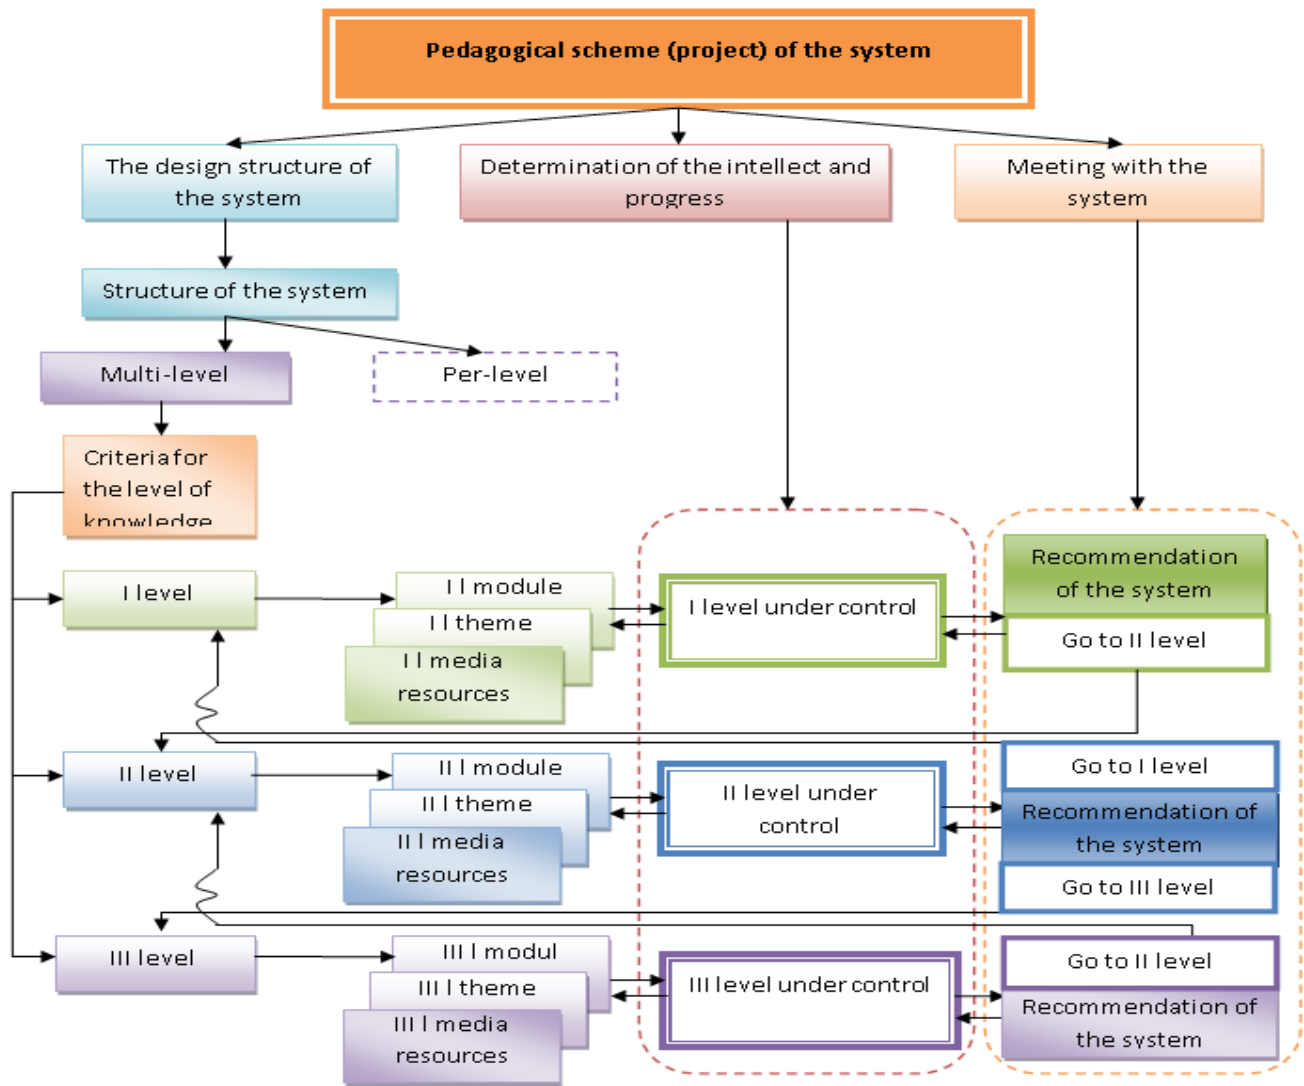 Pedagogical scheme (project) of the system
The design structure of
the system
Determination of the intellect and
progress
Meeting with the
system
Structure of the system
Multi-level
Per-level
Criteria for
the level of
knowledge
I level
I l module
I l theme
I l media
resources
I level under control
Recommendation
of the system
Go to II level
II level
II l module
II l theme
II l media
resources
II level under
control
Go to I level
Recommendation of
the system
Go to III level
III level
III l modul
III l theme
III l media
resources
III level under control
Go to II level
Recommendation of
the system